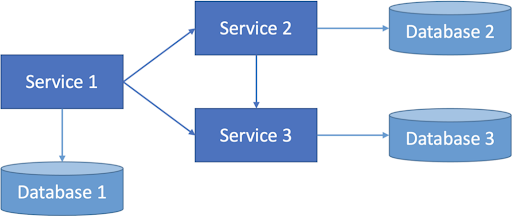 Service 2
Database 2
Service 1
Service 3
Database 3
Database 1